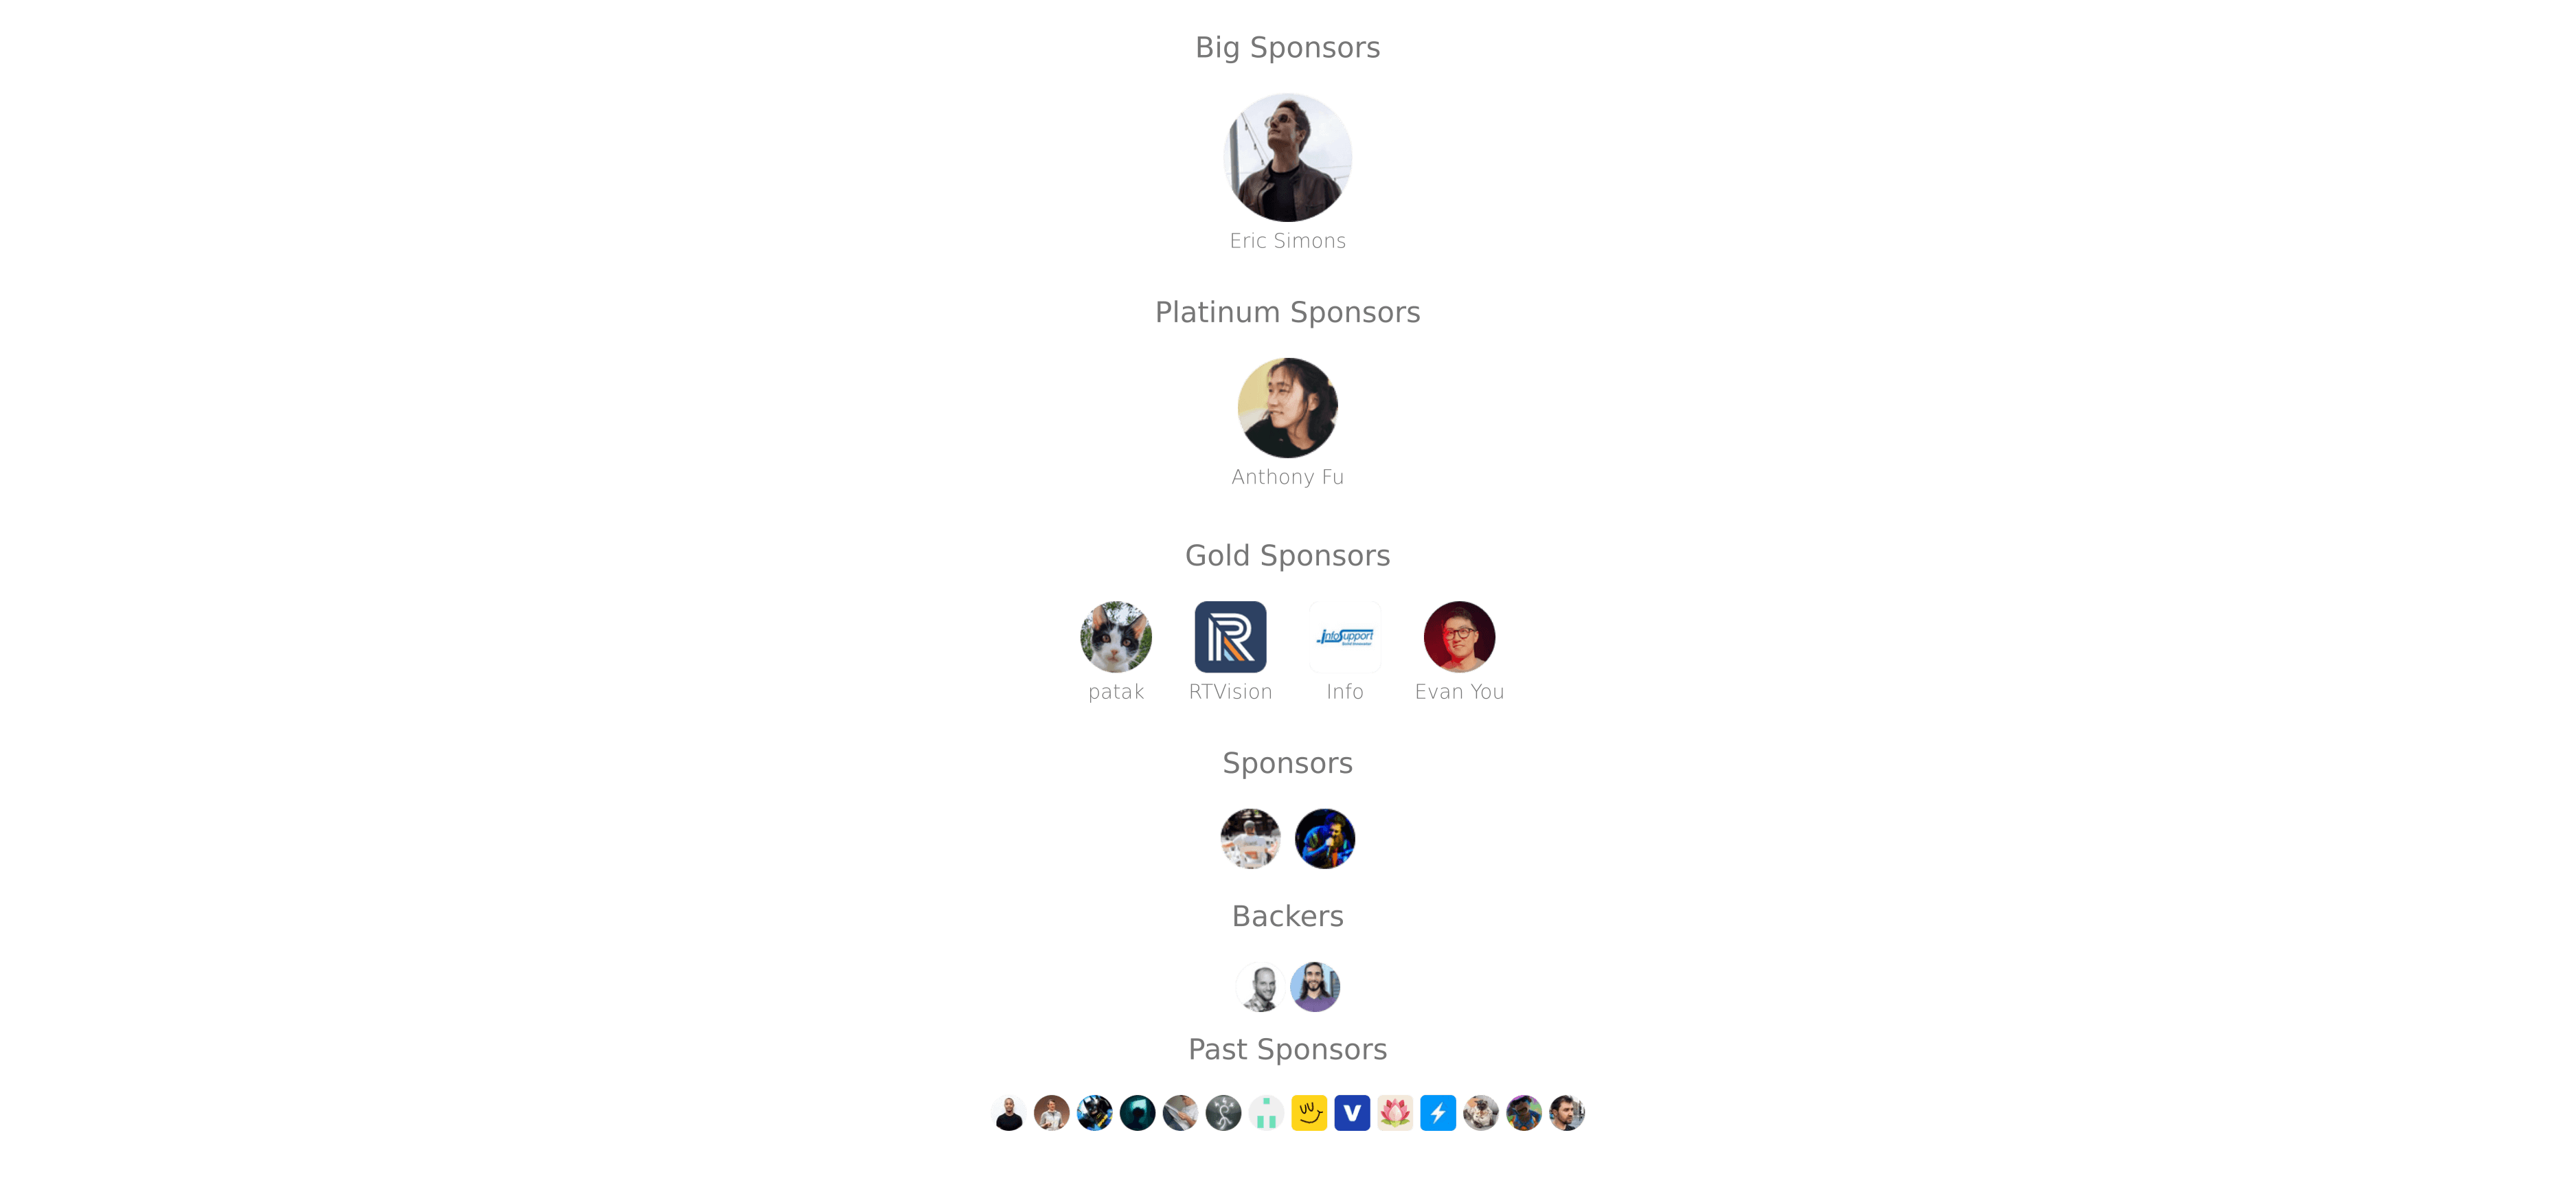 Big Sponsors
Eric Simons
Platinum Sponsors
Anthony Fu
Gold Sponsors
R
infoSupport
patak RTVision Info Evan You
Sponsors
Backers
Past Sponsors
V